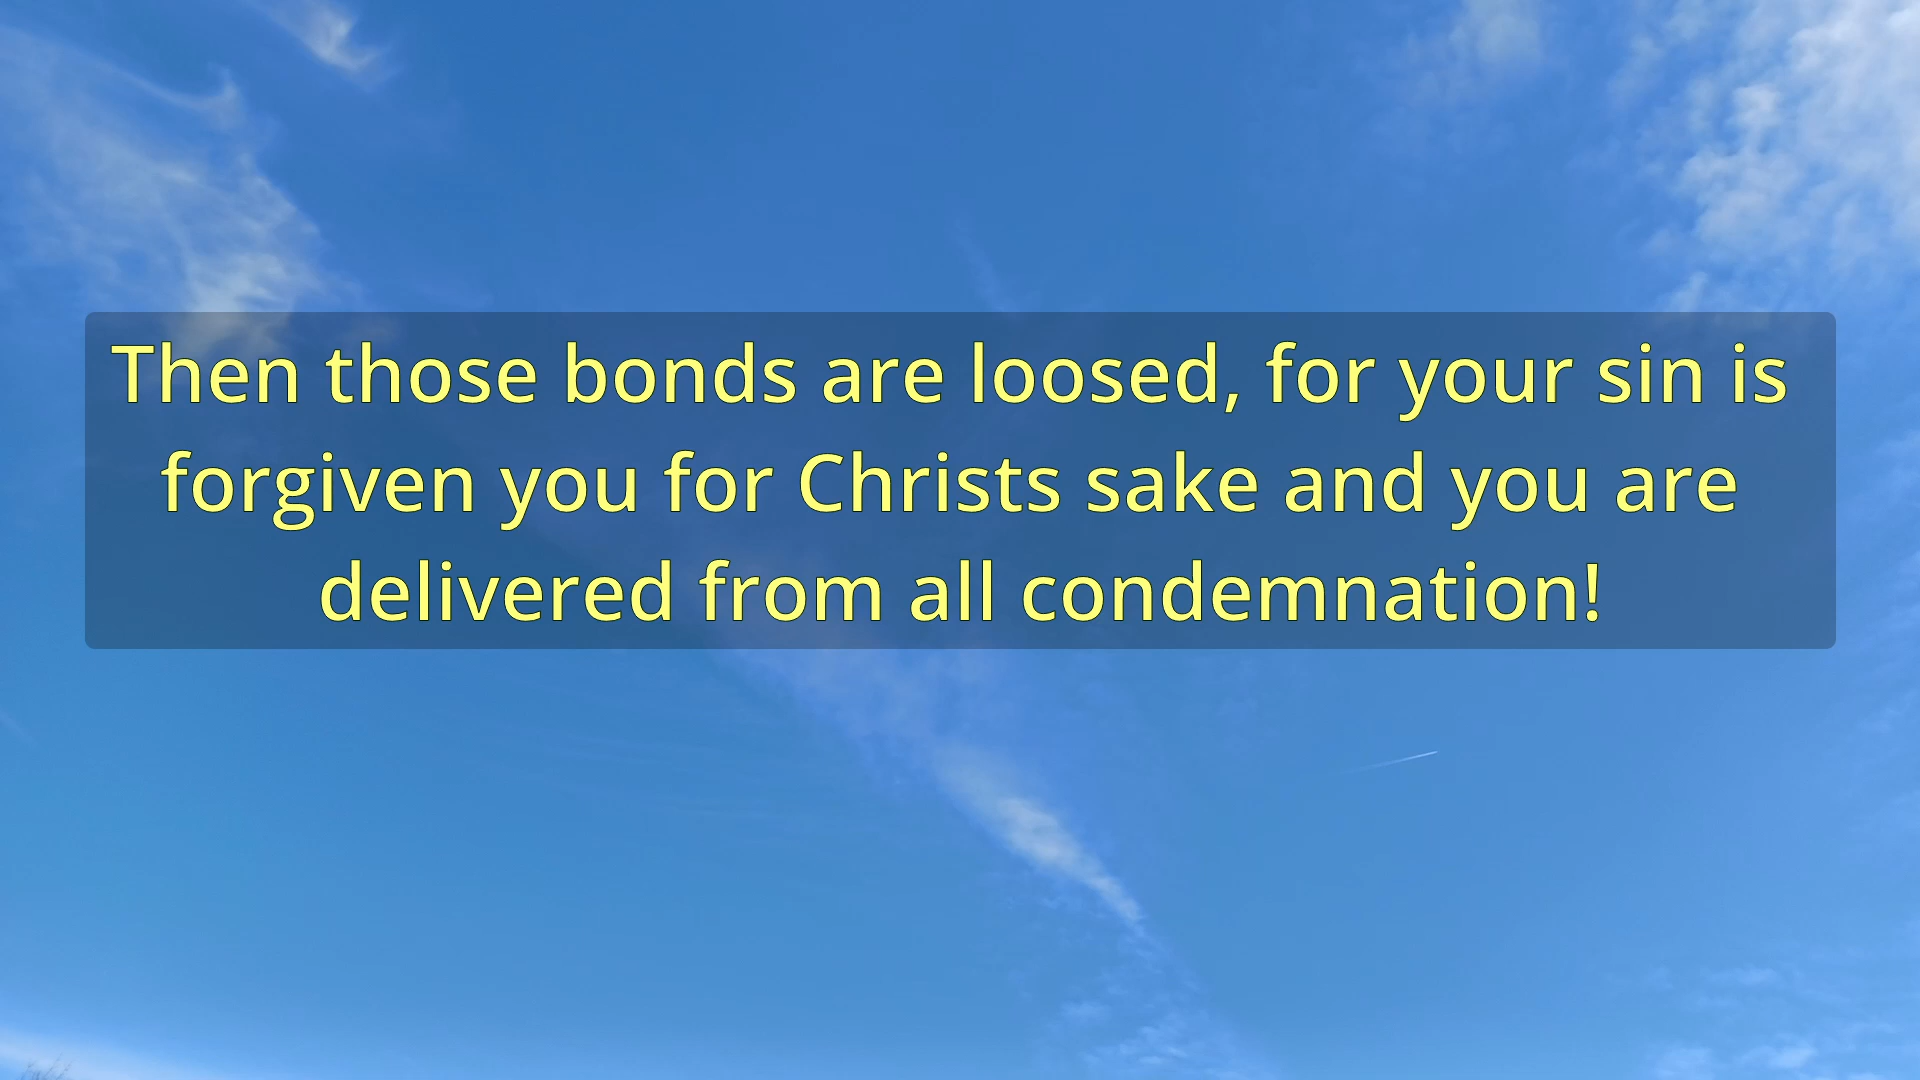 Then those bonds are loosed, for your sin is
forgiven you for Christs sake and you are
delivered from all condemnation!